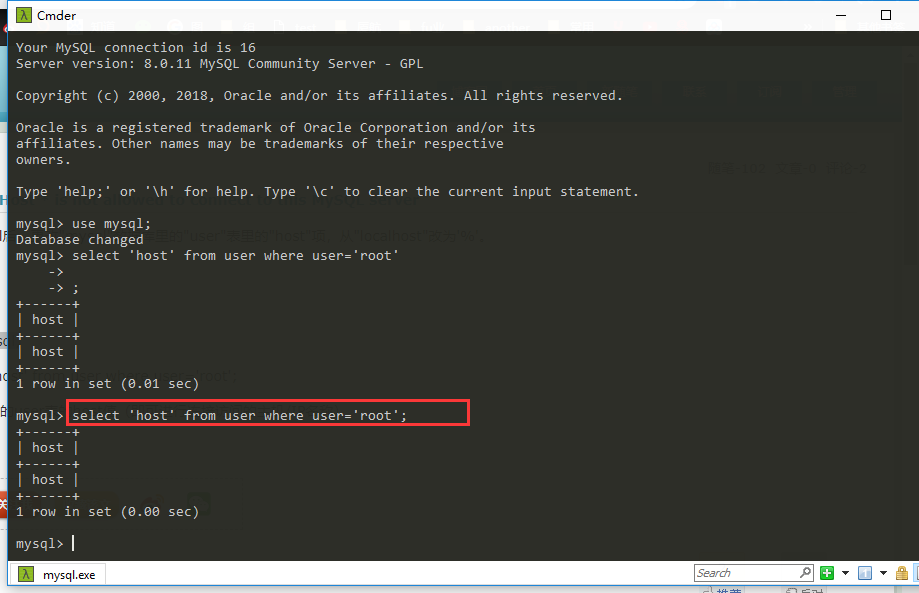 Cmder
Your MySQL connection id is 16
Server version: 8.0.11 MySQL Community Server - GPL
Copyright (c) 2000, 2018, Oracle and/or its affiliates. All rights reserved.
Oracle is a registered trademark of Oracle Corporation and/or its
affiliates. Other names may be trademarks of their respective
owners.
Type 'help;' or '\h' for help. Type '\c' to clear the current input statement.
mysql> use mysql;
Database changed
mysql> select 'host' from user where user='root'
    ->
    -> ;
+------+
| host |
+------+
| host |
+------+
1 row in set (0.01 sec)
mysql> select 'host' from user where user='root';
+------+
| host |
+------+
| host |
+------+
1 row in set (0.00 sec)
mysql>
mysql.exe
Search